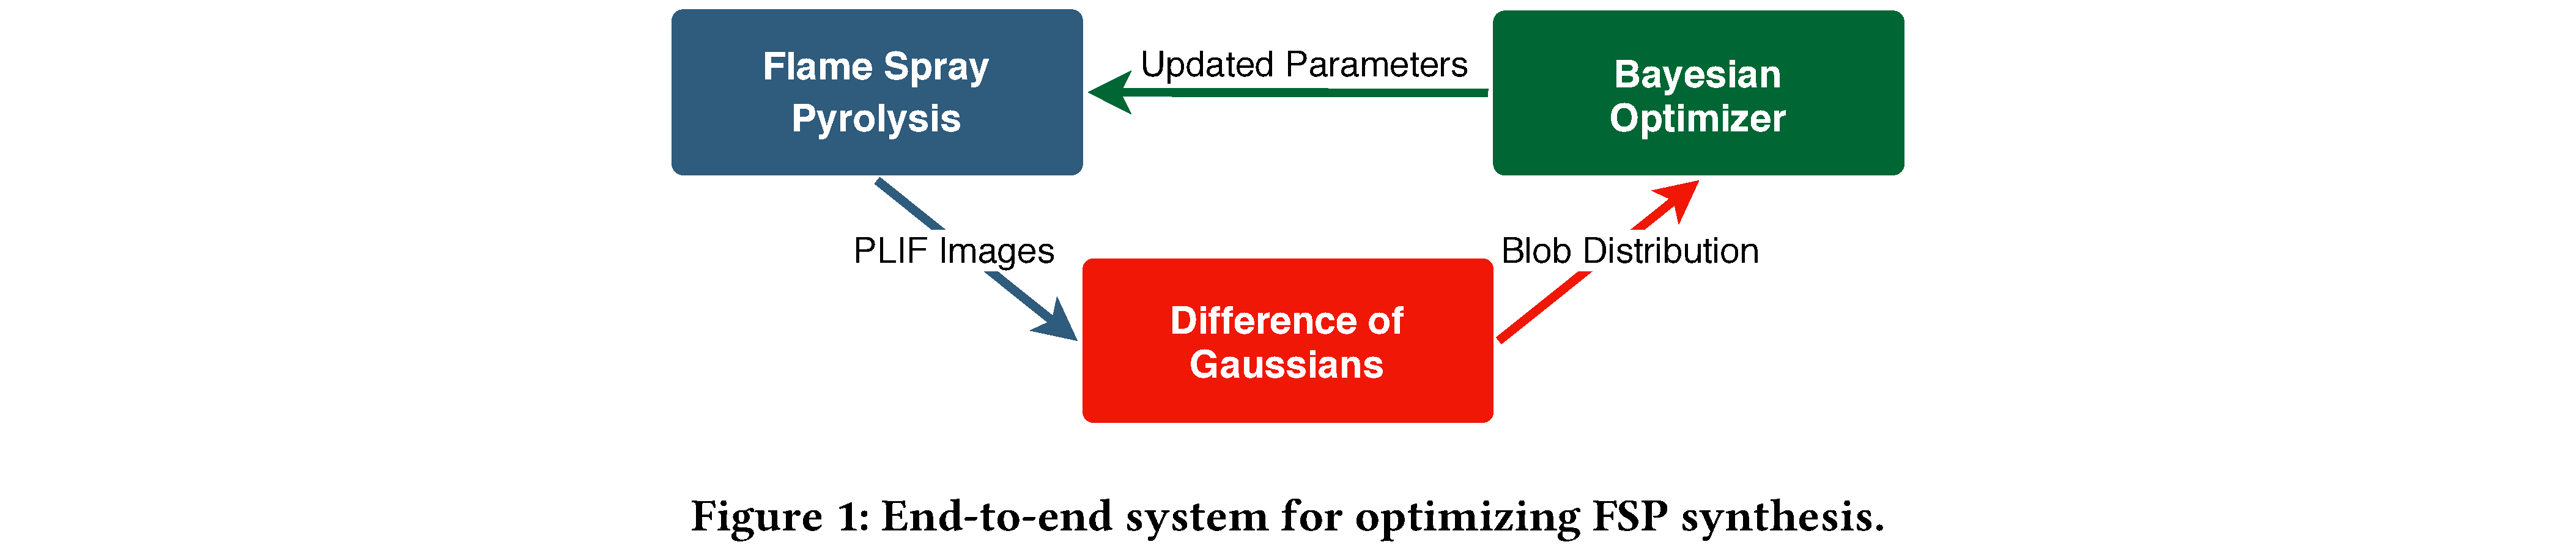 Flame Spray
Pyrolysis
Updated Parameters
Bayesian
Optimizer
PLIF Images
Blob Distribution
Difference of
Gaussians
Figure 1: End-to-end system for optimizing FSP synthesis.